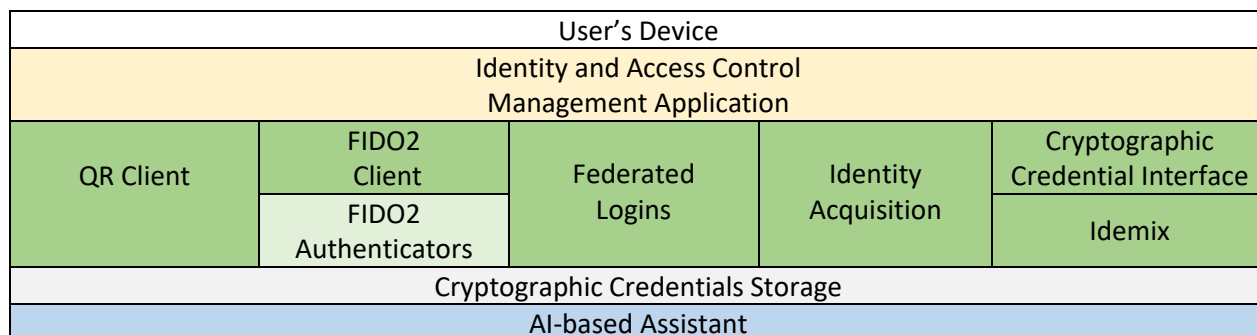 User's Device
Identity and Access Control
Management Application
QR Client
FIDO2
Client
FIDO2
Authenticators
Federated
Logins
Identity
Acquisition
Cryptographic
Credential Interface
Idemix
Cryptographic Credentials Storage
AI-based Assistant